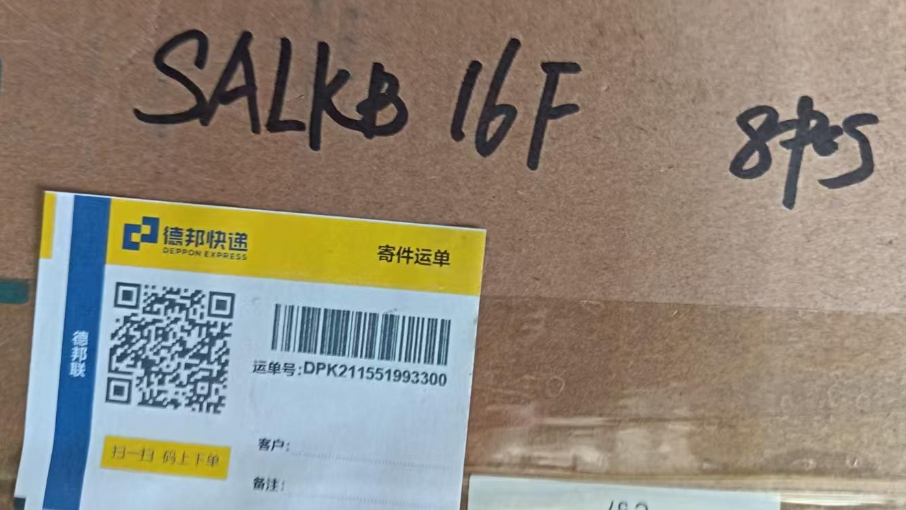 SALKB 16F
8pcs
德邦快递
DEPPON EXPRESS
寄件运单
德邦联
运单号:DPK211551993300
客户:
扫一扫 码上下单
备注: